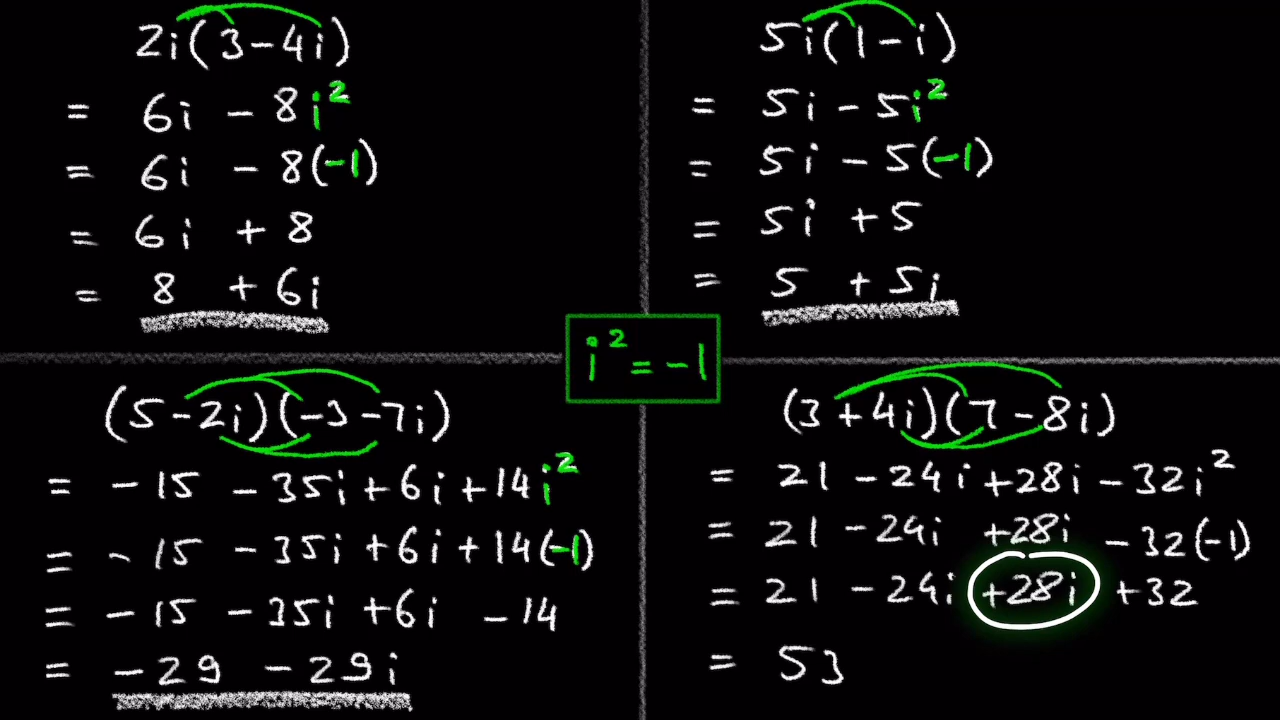 2i(3-4i)
= 6i - 8i²
= 6i - 8(-1)
= 6i + 8
= 8 + 6i
5i(1-i)
= 5i - 5i²
= 5i - 5(-1)
= 5i + 5
= 5 + 5i
i² = -1
(5-2i)(-3-7i)
= -15 - 35i + 6i + 14i²
= -15 - 35i + 6i + 14(-1)
= -15 - 35i + 6i - 14
= -29 - 29i
(3+4i)(7-8i)
= 21 - 24i + 28i - 32i²
= 21 - 24i + 28i - 32(-1)
= 21 - 24i + 28i + 32
= 53